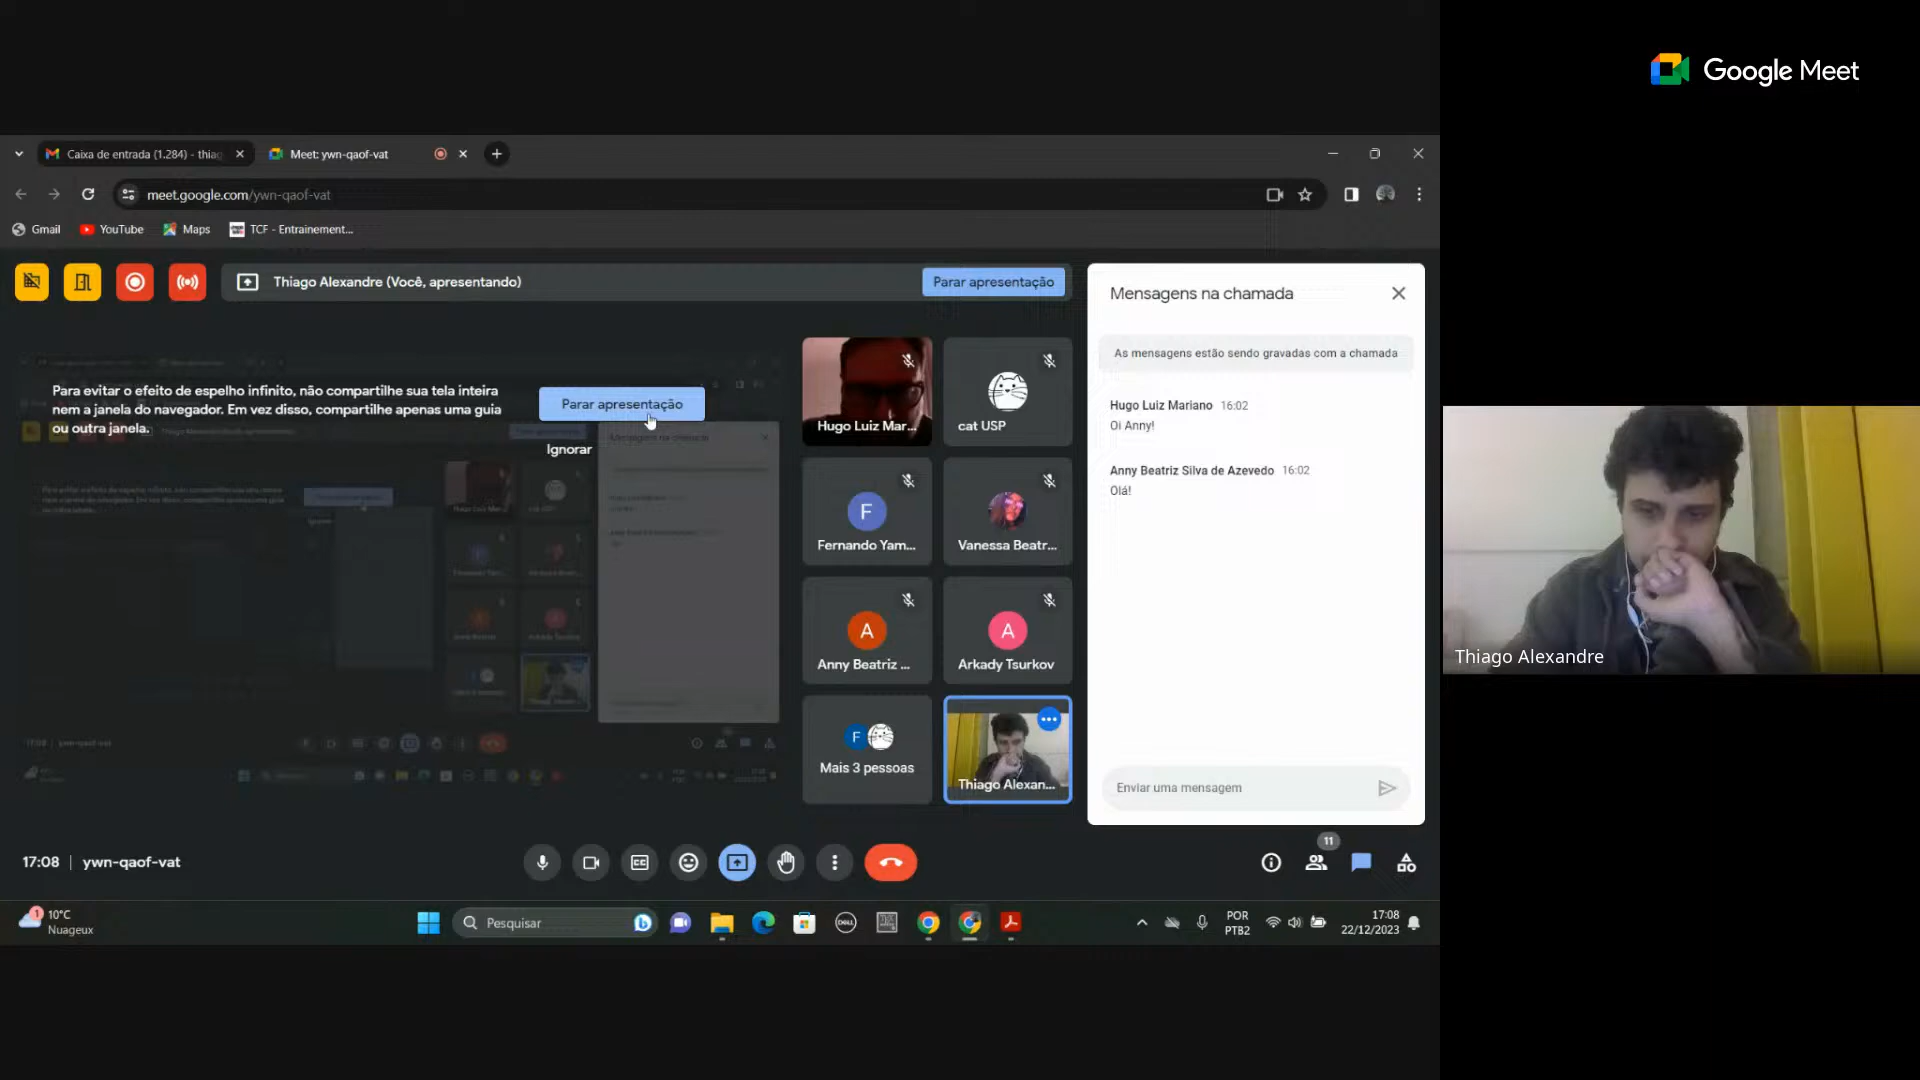 Google Meet
Caixa de entrada (1.284) - thiag
Meet: ywn-qaof-vat
meet.google.com/ywn-qaof-vat
Gmail
YouTube
Maps
TCF - Entrainement...
Thiago Alexandre (Você, apresentando)
Parar apresentação
Para evitar o efeito de espelho infinito, não compartilhe sua tela inteira
nem a janela do navegador. Em vez disso, compartilhe apenas uma guia
ou outra janela.
Parar apresentação
Ignorar
Hugo Luiz Mar...
cat USP
F
Fernando Yam...
Vanessa Beatr...
A
Anny Beatriz ...
A
Arkady Tsurkov
F
Mais 3 pessoas
Thiago Alexan...
Mensagens na chamada
As mensagens estão sendo gravadas com a chamada
Hugo Luiz Mariano 16:02
Oi Anny!
Anny Beatriz Silva de Azevedo 16:02
Olá!
Enviar uma mensagem
Thiago Alexandre
17:08 | ywn-qaof-vat
CC
11
1
10°C
Nuageux
Pesquisar
DELL
POR
PTB2
17:08
22/12/2023